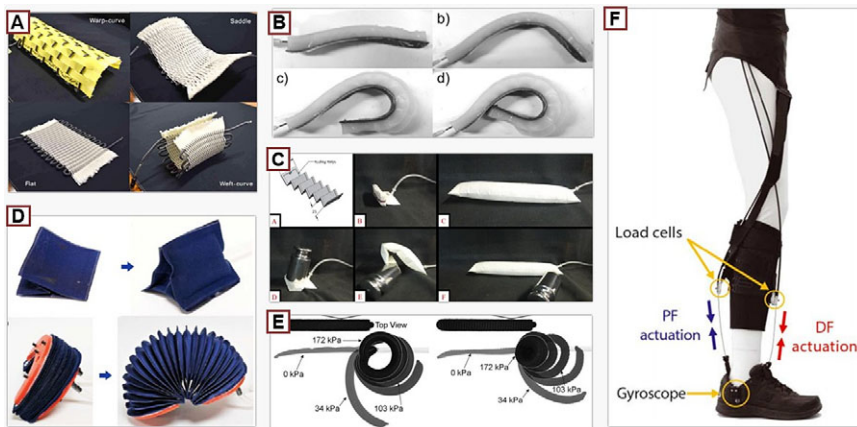 A
Warp-curve
Saddle
Flat
Weft-curve
B
b)
c)
d)
C
A
B
C
D
E
F
D
E
Top View
172 kPa
0 kPa
34 kPa
103 kPa
0 kPa
172 kPa
34 kPa
103 kPa
F
Load cells
PF
actuation
DF
actuation
Gyroscope